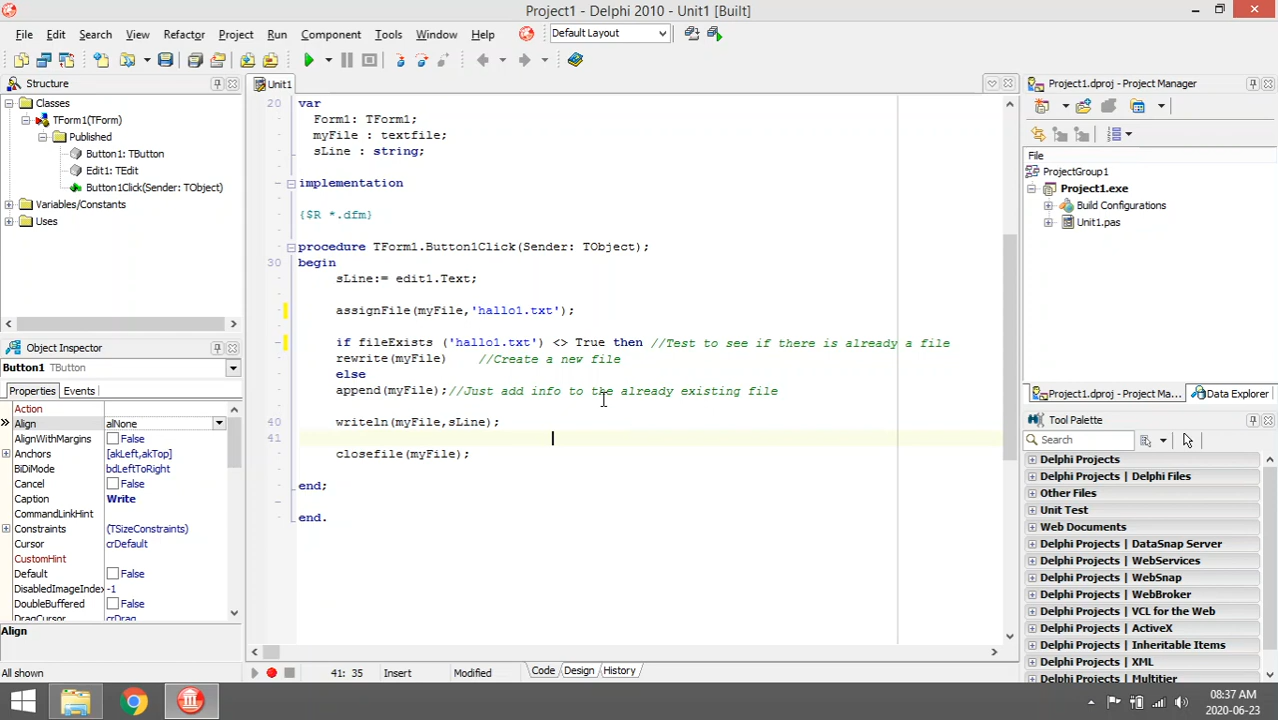 Project1 - Delphi 2010 - Unit1 [Built]
File Edit Search View Refactor Project Run Component Tools Window Help Default Layout
Structure
Classes
TForm1(TForm)
Published
Button1: TButton
Edit1: TEdit
Button1Click(Sender: TObject)
Variables/Constants
Uses
Object Inspector
Button1 TButton
Properties Events
Action
Align alNone
AlignWithMargins False
Anchors [akLeft,akTop]
BiDiMode bdLeftToRight
Cancel False
Caption Write
CommandLinkHint
Constraints (TSizeConstraints)
Cursor crDefault
CustomHint
Default False
DisabledImageIndex -1
DoubleBuffered False
DragCursor crDrag
Align
All shown
Unit1
20 var
Form1: TForm1;
myFile : textfile;
sLine : string;
implementation
{$R *.dfm}
procedure TForm1.Button1Click(Sender: TObject);
30 begin
sLine:= edit1.Text;
assignFile(myFile,'hallo1.txt');
if fileExists ('hallo1.txt') <> True then //Test to see if there is already a file
rewrite(myFile) //Create a new file
else
append(myFile);//Just add info to the already existing file
40 writeln(myFile,sLine);
41
closefile(myFile);
end;
end.
41: 35 Insert Modified Code Design History
Project1.dproj - Project Manager
File
ProjectGroup1
Project1.exe
Build Configurations
Unit1.pas
Project1.dproj - Project Ma... Data Explorer
Tool Palette
Search
Delphi Projects
Delphi Projects | Delphi Files
Other Files
Unit Test
Web Documents
Delphi Projects | DataSnap Server
Delphi Projects | WebServices
Delphi Projects | WebSnap
Delphi Projects | WebBroker
Delphi Projects | VCL for the Web
Delphi Projects | ActiveX
Delphi Projects | Inheritable Items
Delphi Projects | XML
Delphi Projects | Multitier
08:37 AM
2020-06-23